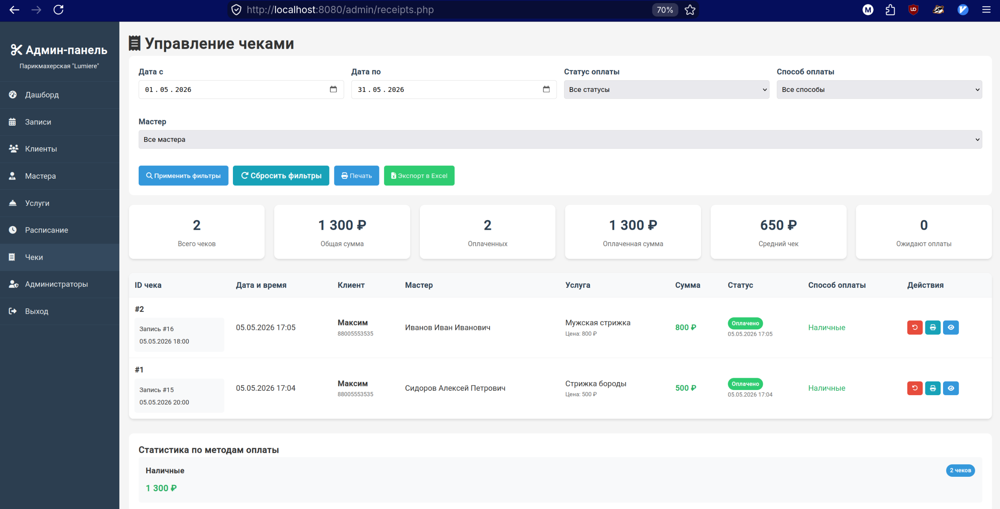 http://localhost:8080/admin/receipts.php
70%
Админ-панель
Парикмахерская "Lumiere"
Дашборд
Записи
Клиенты
Мастера
Услуги
Расписание
Чеки
Администраторы
Выход
Управление чеками
Дата с
Дата по
Статус оплаты
Способ оплаты
01.05.2026
31.05.2026
Все статусы
Все способы
Мастер
Все мастера
Применить фильтры
Сбросить фильтры
Печать
Экспорт в Excel
2
Всего чеков
1 300 ₽
Общая сумма
2
Оплаченных
1 300 ₽
Оплаченная сумма
650 ₽
Средний чек
0
Ожидают оплаты
ID чека
Дата и время
Клиент
Мастер
Услуга
Сумма
Статус
Способ оплаты
Действия
#2
Запись #16
05.05.2026 18:00
05.05.2026 17:05
Максим
88005553535
Иванов Иван Иванович
Мужская стрижка
Цена: 800 ₽
800 ₽
Оплачено
05.05.2026 17:05
Наличные
#1
Запись #15
05.05.2026 20:00
05.05.2026 17:04
Максим
88005553535
Сидоров Алексей Петрович
Стрижка бороды
Цена: 500 ₽
500 ₽
Оплачено
05.05.2026 17:04
Наличные
Статистика по методам оплаты
Наличные
2 чеков
1 300 ₽